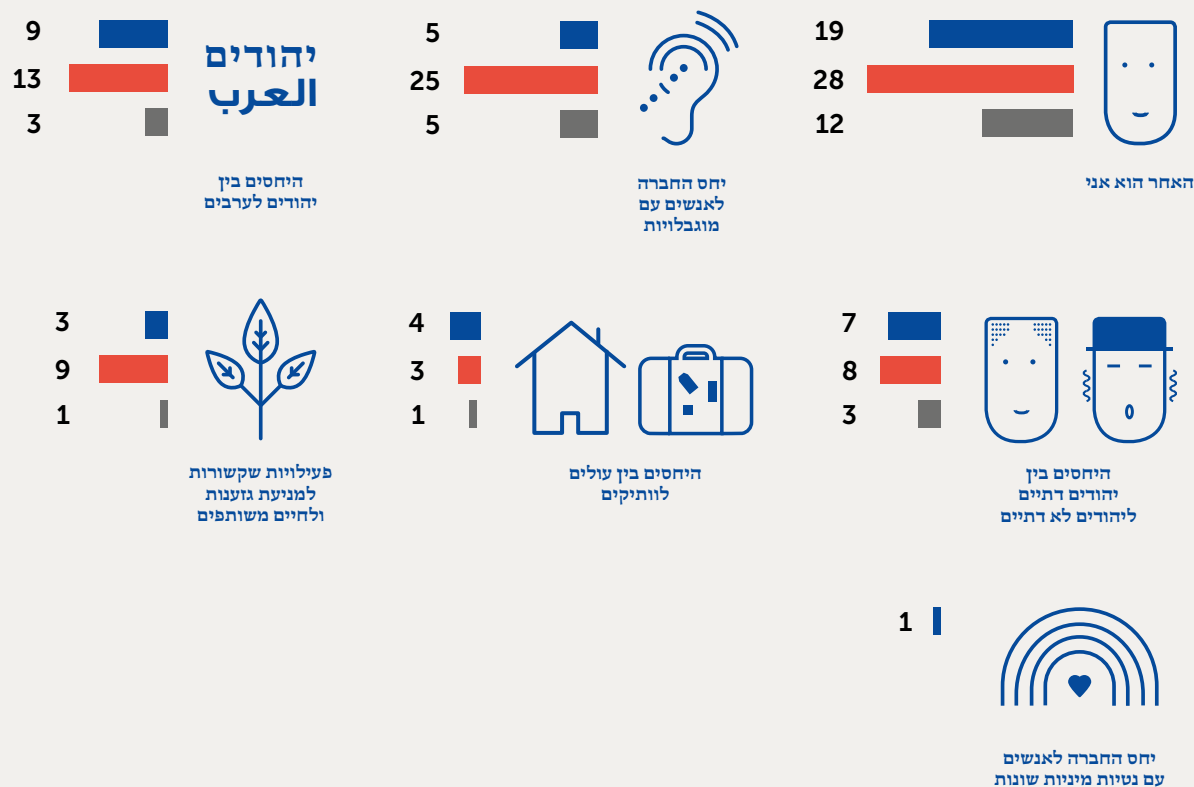 19
28
12
האחר הוא אני
5
25
5
יחס החברה
לאנשים עם
מוגבלויות
9
13
3
יהודים
العرب
היחסים בין
יהודים לערבים
7
8
3
היחסים בין
יהודים דתיים
ליהודים לא דתיים
4
3
1
היחסים בין עולים
לוותיקים
3
9
1
פעילויות שקשורות
למניעת גזענות
ולחיים משותפים
1
יחס החברה לאנשים
עם נטיות מיניות שונות